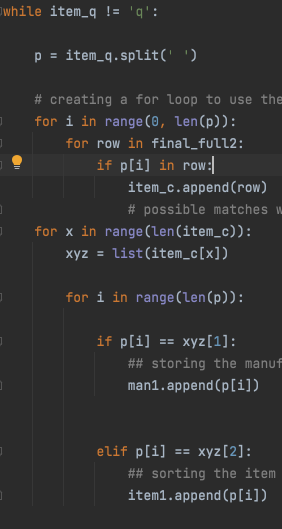 while item_q != 'q':
p = item_q.split(' ')
# creating a for loop to use the
for i in range(0, len(p)):
for row in final_full2:
if p[i] in row:
item_c.append(row)
# possible matches w
for x in range(len(item_c)):
xyz = list(item_c[x])
for i in range(len(p)):
if p[i] == xyz[1]:
## storing the manuf
man1.append(p[i])
elif p[i] == xyz[2]:
## sorting the item
item1.append(p[i])